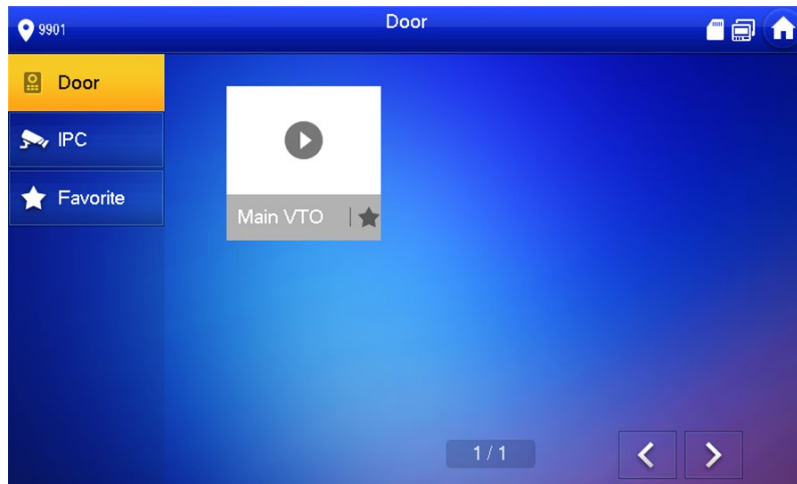 9901
Door
Door
IPC
Favorite
Main VTO
1 / 1